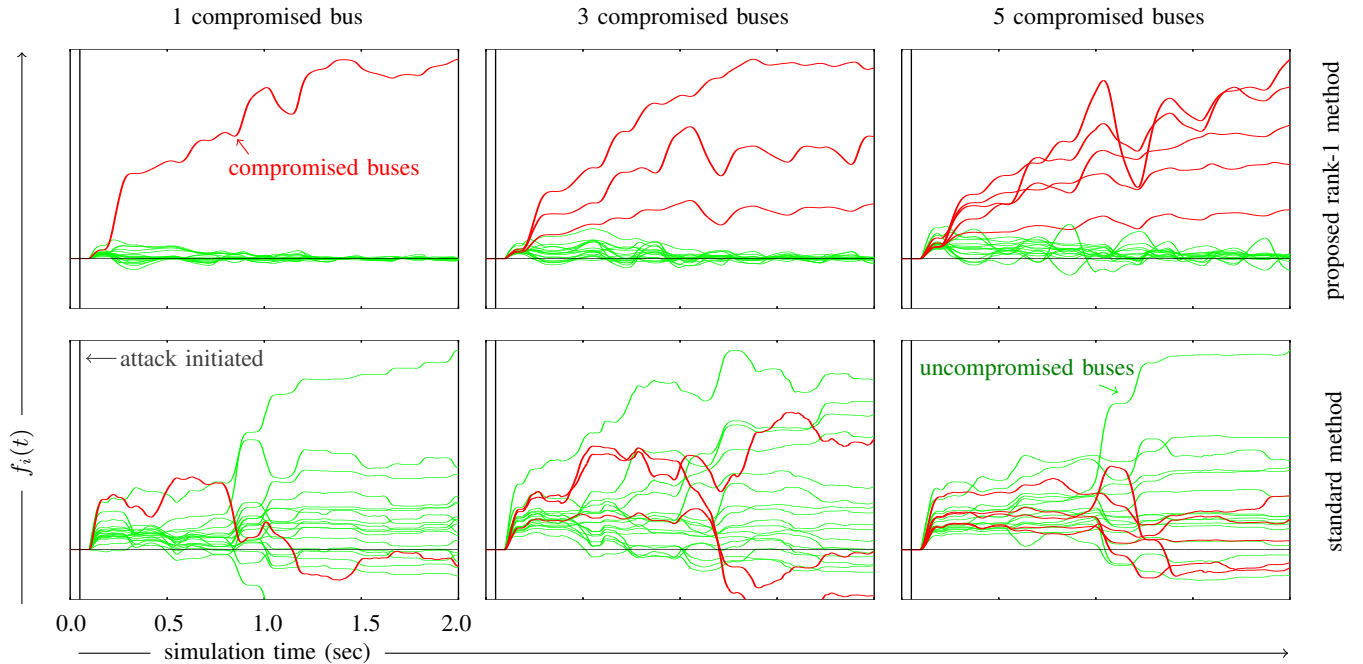 1 compromised bus
3 compromised buses
5 compromised buses
compromised buses
proposed rank-1 method
attack initiated
uncompromised buses
standard method
f_i(t)
0.0 0.5 1.0 1.5 2.0
simulation time (sec)